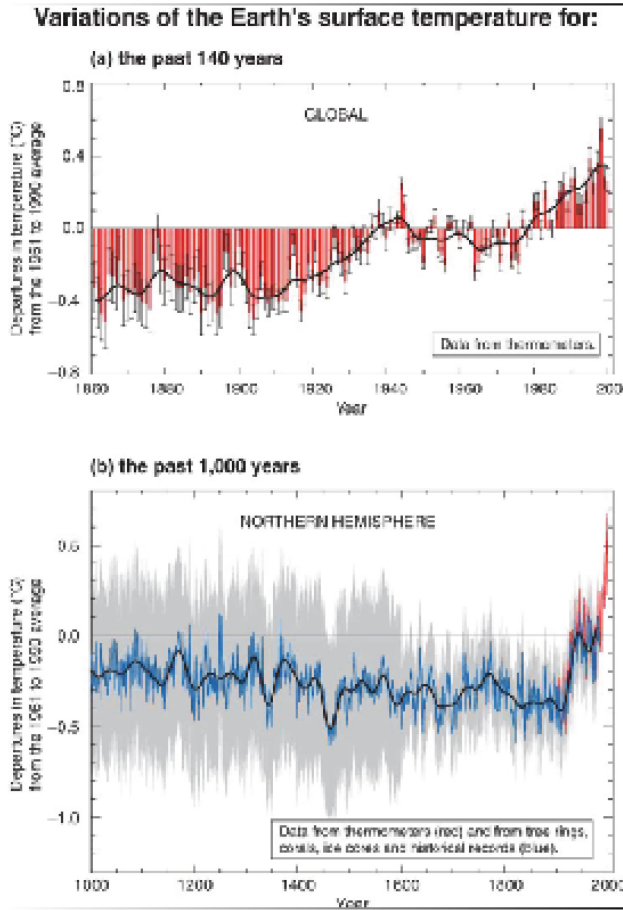 Variations of the Earth's surface temperature for:
(a) the past 140 years
GLOBAL
Departures in temperature (°C)
from the 1961 to 1990 average
0.8
0.4
0.0
−0.4
−0.8
Data from thermometers.
1860 1880 1900 1920 1940 1960 1980 200
Year
(b) the past 1,000 years
NORTHERN HEMISPHERE
Departures in temperature (°C)
from the 1961 to 1990 average
0.5
0.0
−0.5
−1.0
Data from thermometers (red) and from tree rings,
corals, ice cores and historical records (blue).
1000 1200 1400 1600 1800 2000
Year